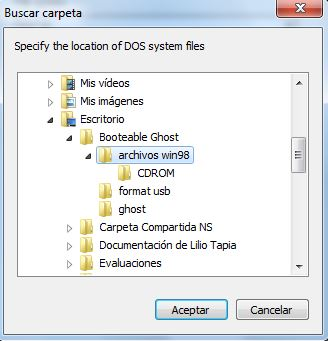 Buscar carpeta
Specify the location of DOS system files
Mis vídeos
Mis imágenes
Escritorio
Booteable Ghost
archivos win98
CDROM
format usb
ghost
Carpeta Compartida NS
Documentación de Lilio Tapia
Evaluaciones
Aceptar
Cancelar